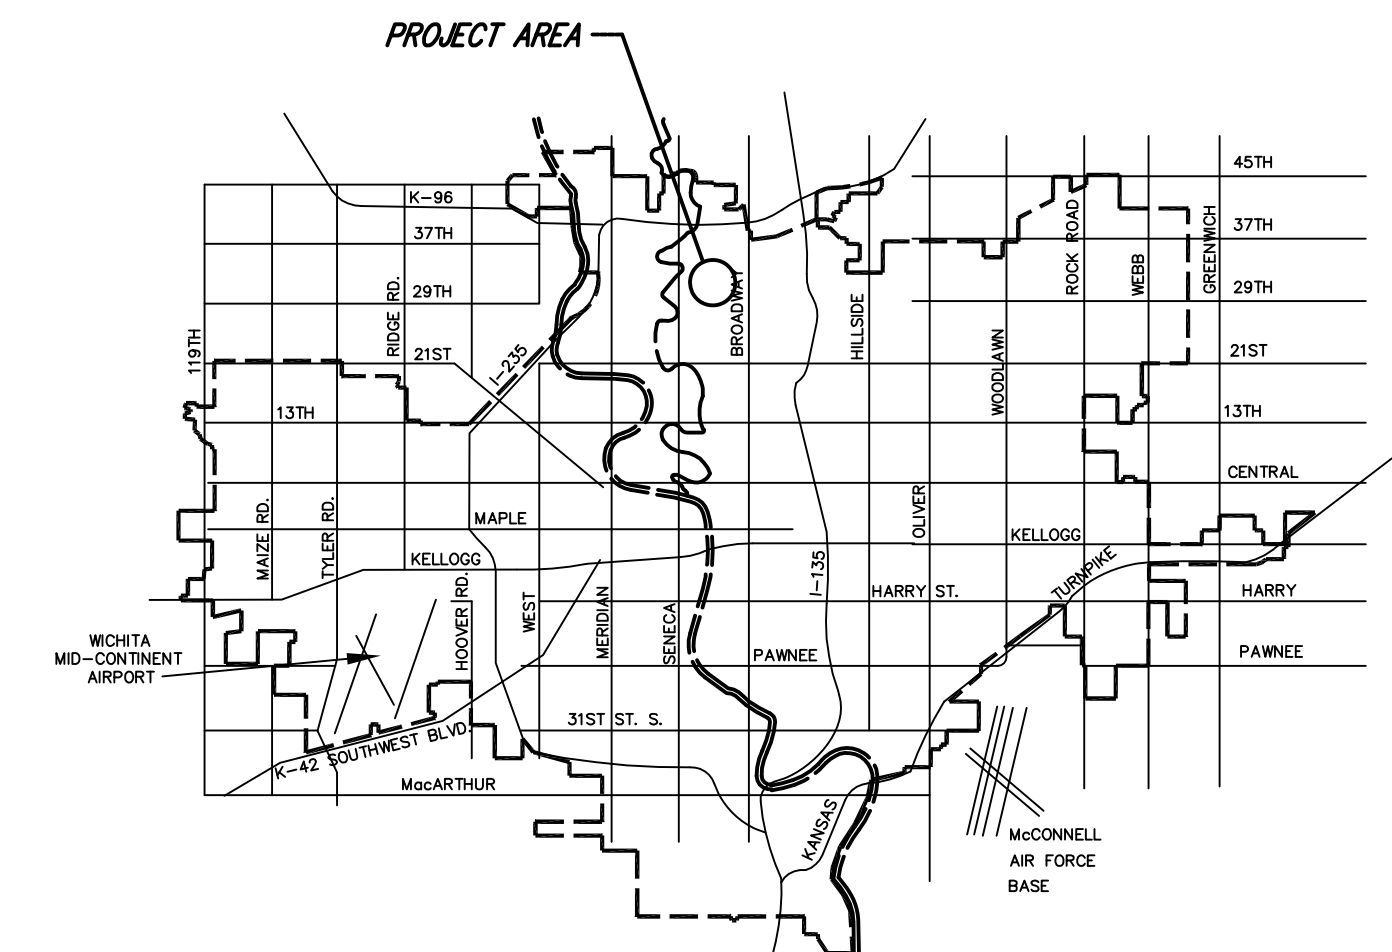 PROJECT AREA
45TH
K-96
37TH
37TH
29TH
29TH
RIDGE RD.
BROADWAY
HILLSIDE
WOODLAWN
ROCK ROAD
WEBB
GREENWICH
119TH
21ST
I-235
21ST
13TH
13TH
CENTRAL
MAIZE RD.
TYLER RD.
MAPLE
OLIVER
KELLOGG
KELLOGG
I-135
TURNPIKE
HOOVER RD.
WEST
MERIDIAN
SENECA
HARRY ST.
HARRY
WICHITA
MID-CONTINENT
AIRPORT
PAWNEE
PAWNEE
31ST ST. S.
K-42 SOUTHWEST BLVD.
MacARTHUR
KANSAS
McCONNELL
AIR FORCE
BASE